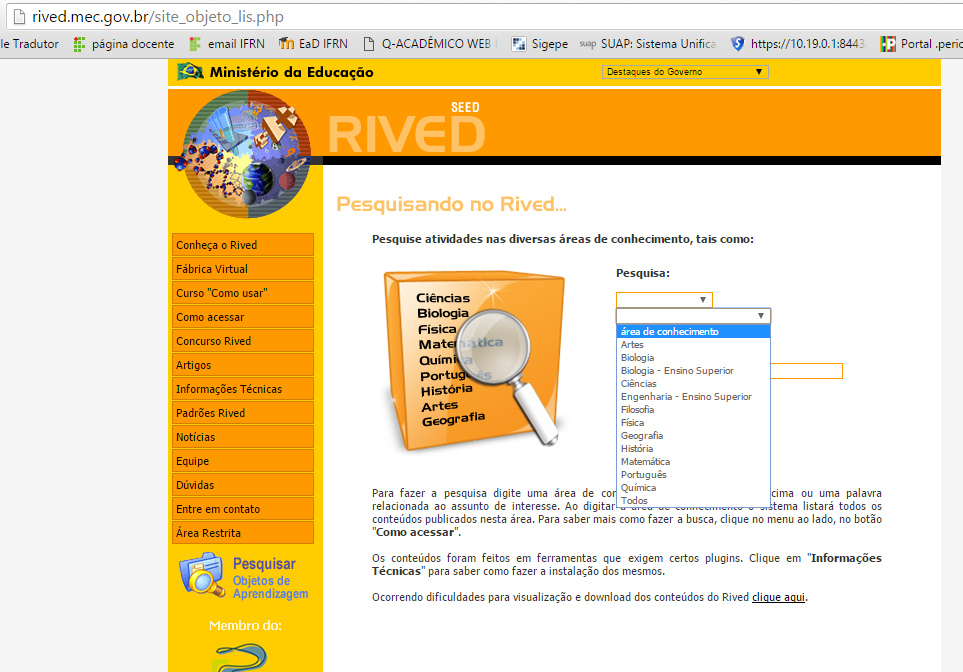 rived.mec.gov.br/site_objeto_lis.php
le Tradutor página docente email IFRN EaD IFRN Q-ACADÊMICO WEB Sigepe suap SUAP: Sistema Unifica https://10.19.0.1:8443 Portal .peric
Ministério da Educação
Destaques do Governo
SEED
RIVED
Pesquisando no Rived...
Conheça o Rived
Fábrica Virtual
Curso "Como usar"
Como acessar
Concurso Rived
Artigos
Informações Técnicas
Padrões Rived
Notícias
Equipe
Dúvidas
Entre em contato
Área Restrita
Pesquisar
Objetos de
Aprendizagem
Membro do:
Pesquise atividades nas diversas áreas de conhecimento, tais como:
Ciências
Biologia
Física
Matemática
Química
Português
História
Artes
Geografia
Pesquisa:
área de conhecimento
Artes
Biologia
Biologia - Ensino Superior
Ciências
Engenharia - Ensino Superior
Filosofia
Física
Geografia
História
Matemática
Português
Química
Todos
Para fazer a pesquisa digite uma área de con cima ou uma palavra
relacionada ao assunto de interesse. Ao digitar a área de conhecimento o sistema listará todos os
conteúdos publicados nesta área. Para saber mais como fazer a busca, clique no menu ao lado, no botão
"Como acessar".
Os conteúdos foram feitos em ferramentas que exigem certos plugins. Clique em "Informações
Técnicas" para saber como fazer a instalação dos mesmos.
Ocorrendo dificuldades para visualização e download dos conteúdos do Rived clique aqui.